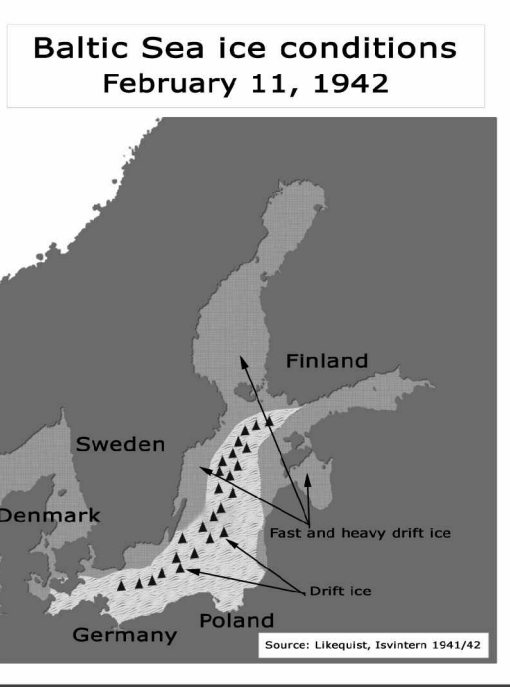 Baltic Sea ice conditions
February 11, 1942
Finland
Sweden
Denmark
Fast and heavy drift ice
Drift ice
Poland
Germany
Source: Likequist, Isvintern 1941/42